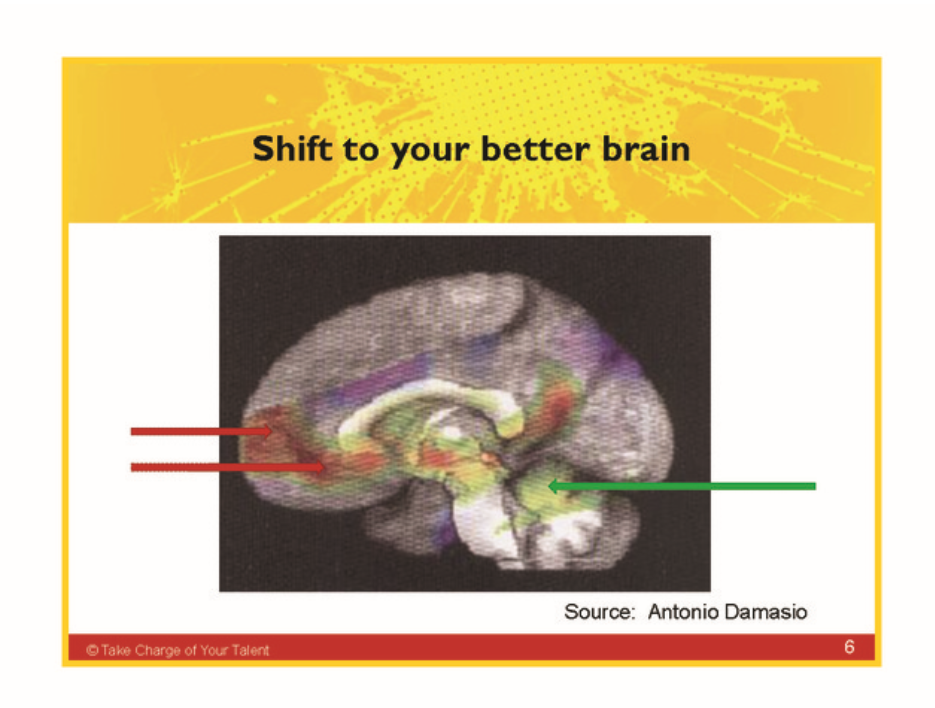 Shift to your better brain
Source: Antonio Damasio
© Take Charge of Your Talent
6